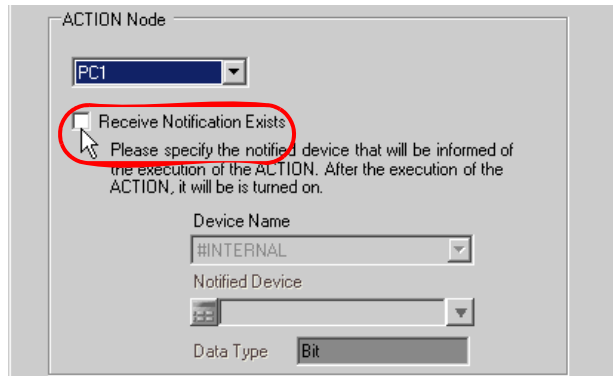 ACTION Node
PC1
Receive Notification Exists
Please specify the notified device that will be informed of
the execution of the ACTION. After the execution of the
ACTION, it will be is turned on.
Device Name
#INTERNAL
Notified Device
Data Type
Bit